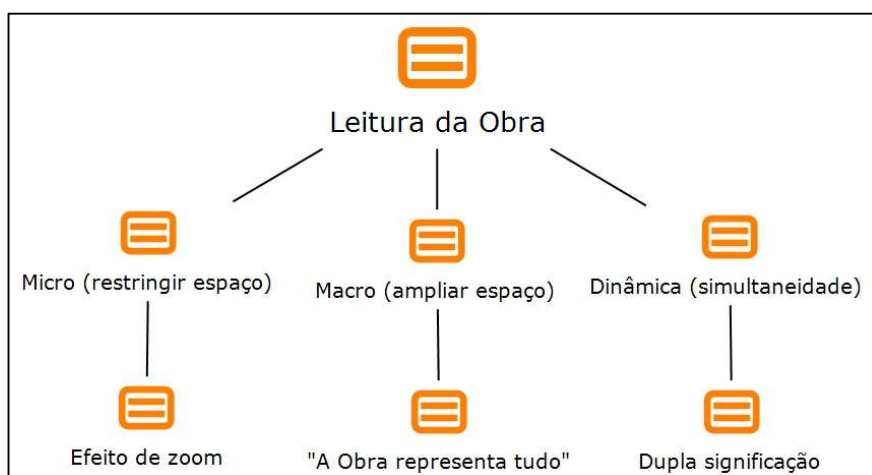 Leitura da Obra
Micro (restringir espaço)
Macro (ampliar espaço)
Dinâmica (simultaneidade)
Efeito de zoom
"A Obra representa tudo"
Dupla significação